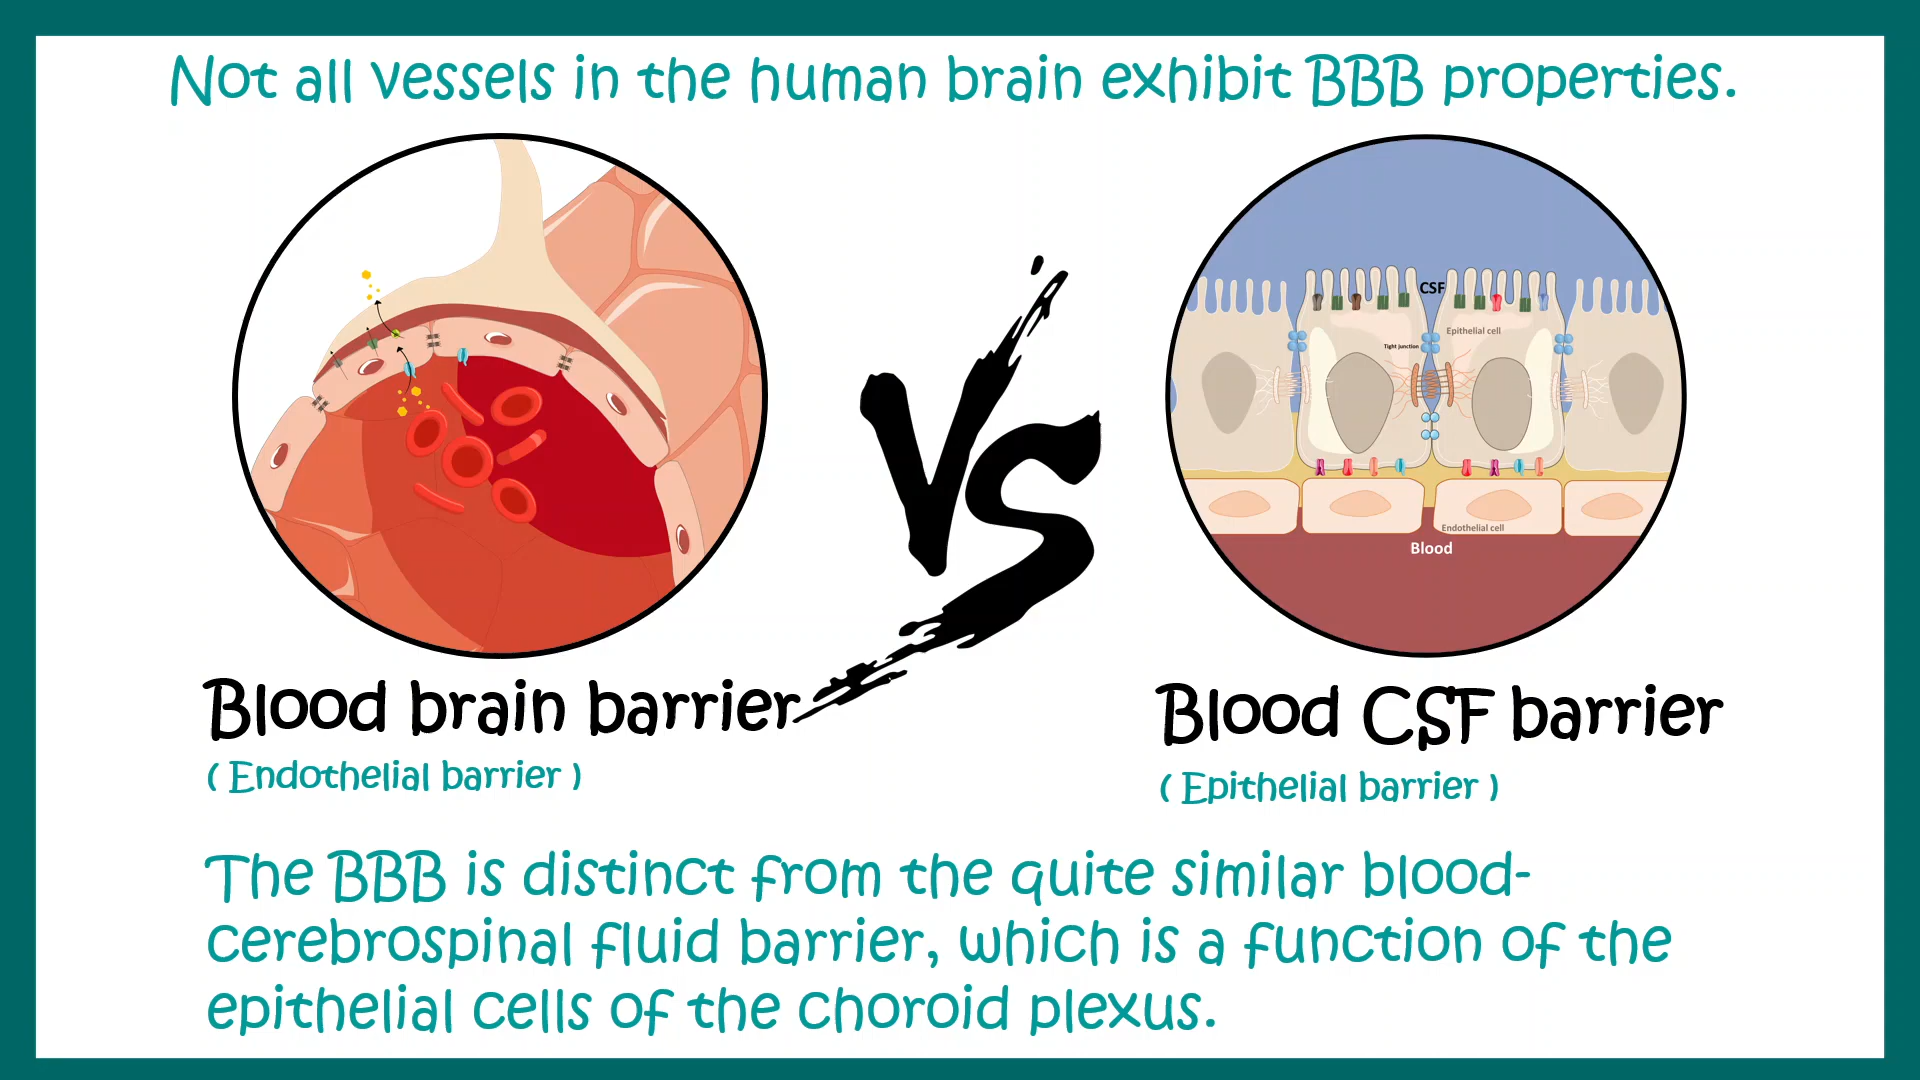 Not all vessels in the human brain exhibit BBB properties.
CSF
Epithelial cell
Tight junction
Endothelial cell
Blood
VS
Blood brain barrier
( Endothelial barrier )
Blood CSF barrier
( Epithelial barrier )
The BBB is distinct from the quite similar blood-
cerebrospinal fluid barrier, which is a function of the
epithelial cells of the choroid plexus.